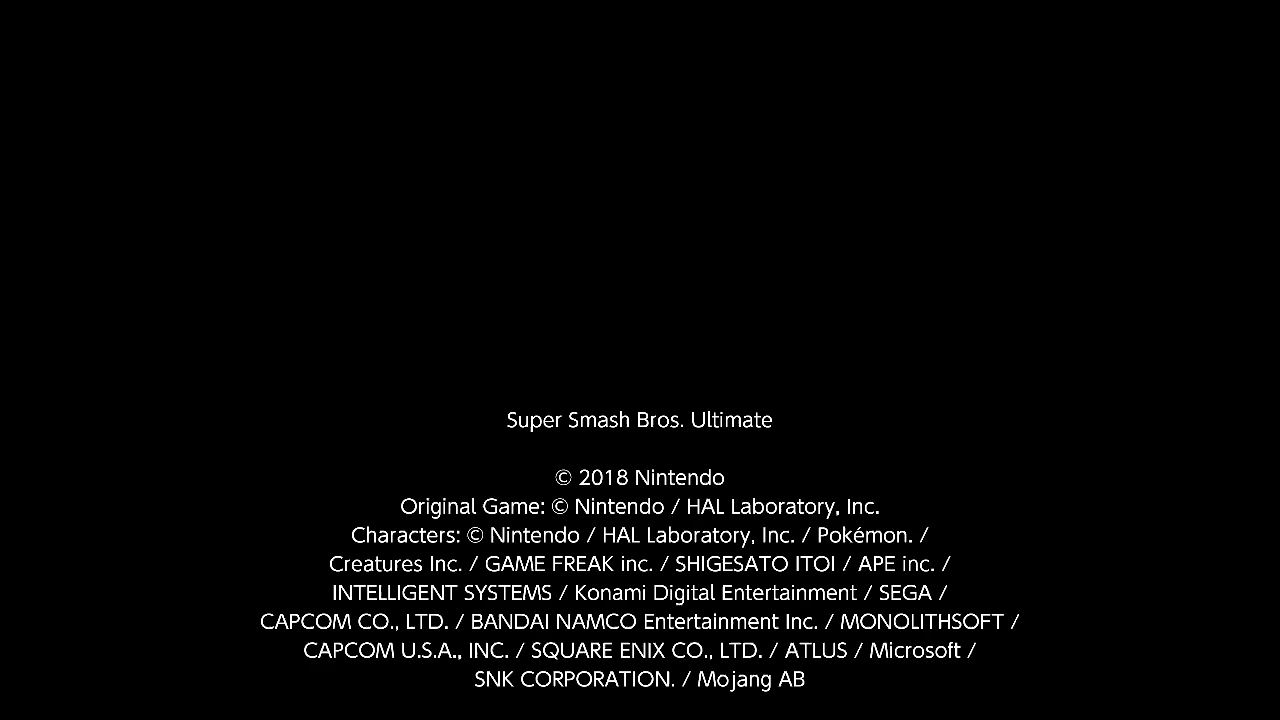 Super Smash Bros. Ultimate
© 2018 Nintendo
Original Game: © Nintendo / HAL Laboratory, Inc.
Characters: © Nintendo / HAL Laboratory, Inc. / Pokémon. /
Creatures Inc. / GAME FREAK inc. / SHIGESATO ITOI / APE inc. /
INTELLIGENT SYSTEMS / Konami Digital Entertainment / SEGA /
CAPCOM CO., LTD. / BANDAI NAMCO Entertainment Inc. / MONOLITHSOFT /
CAPCOM U.S.A., INC. / SQUARE ENIX CO., LTD. / ATLUS / Microsoft /
SNK CORPORATION. / Mojang AB